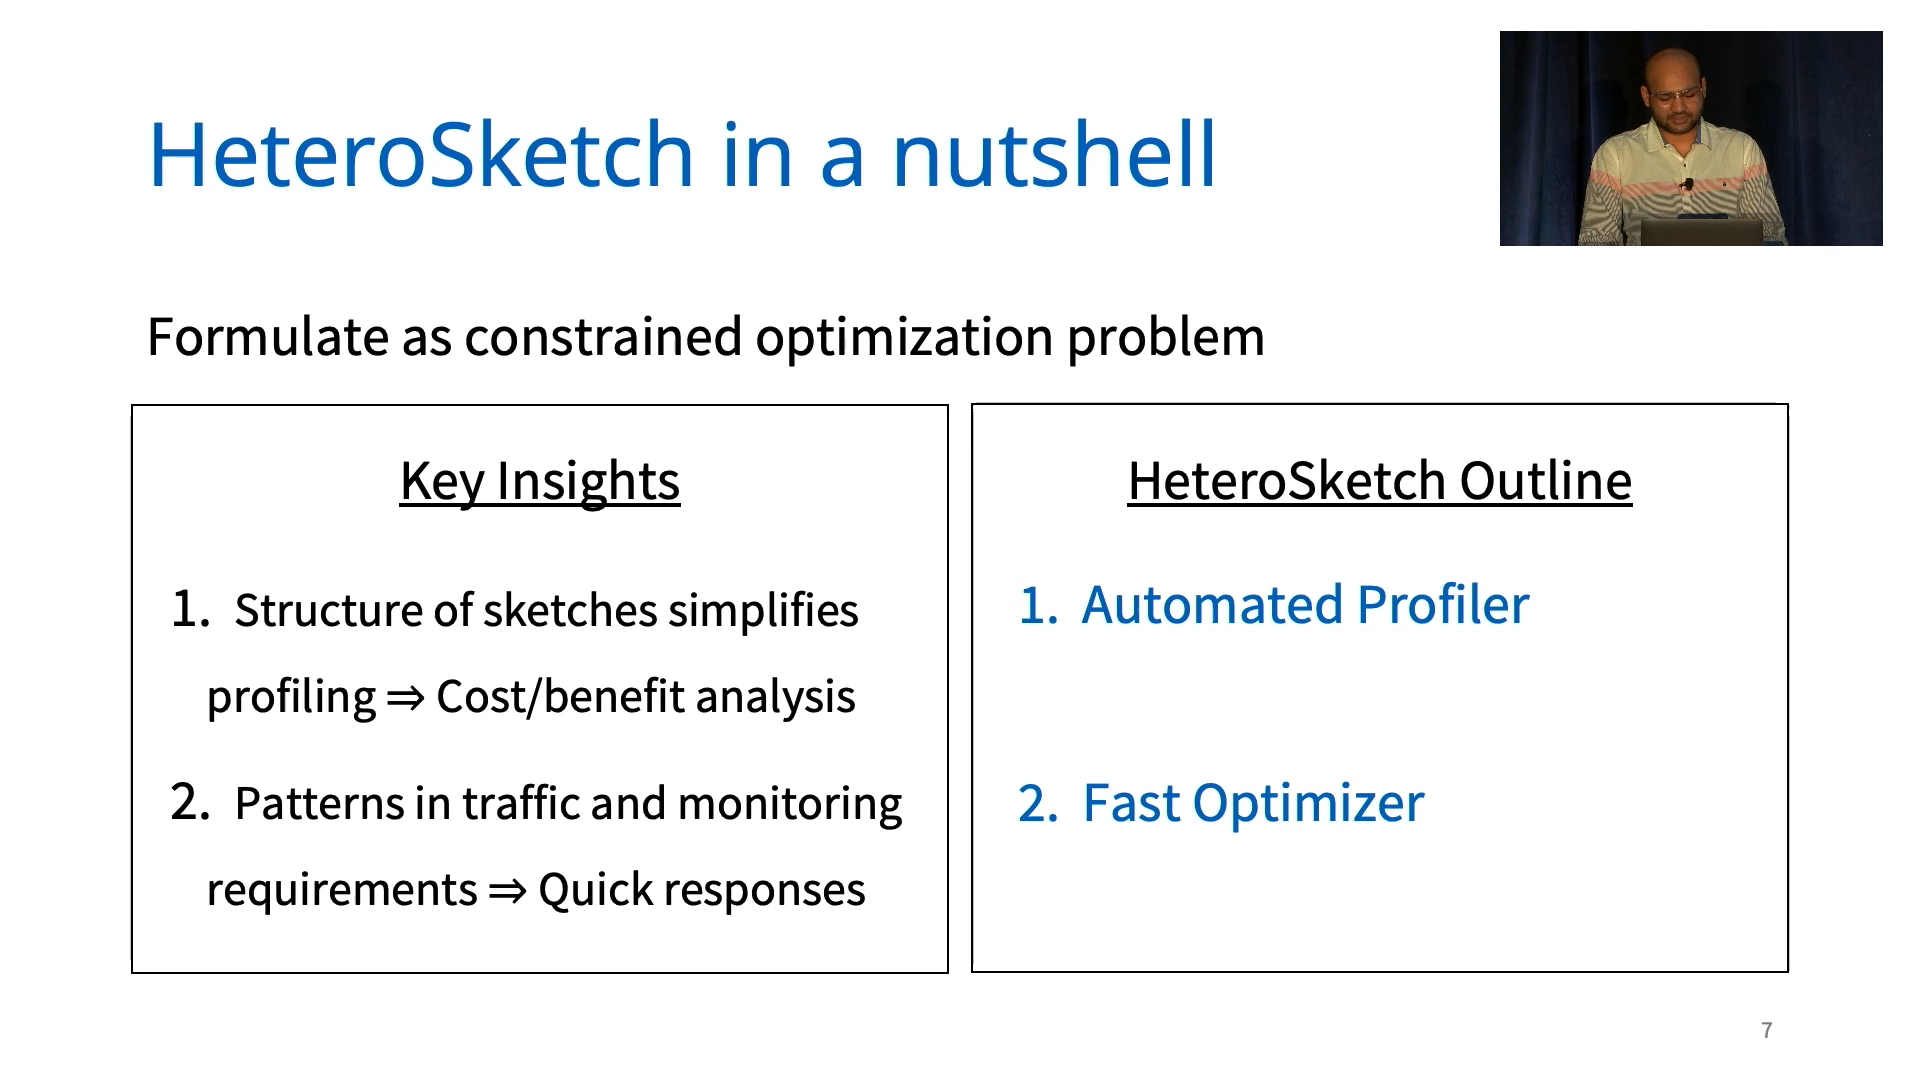 HeteroSketch in a nutshell
Formulate as constrained optimization problem
Key Insights
1. Structure of sketches simplifies
profiling ⇒ Cost/benefit analysis
2. Patterns in traffic and monitoring
requirements ⇒ Quick responses
HeteroSketch Outline
1. Automated Profiler
2. Fast Optimizer
7